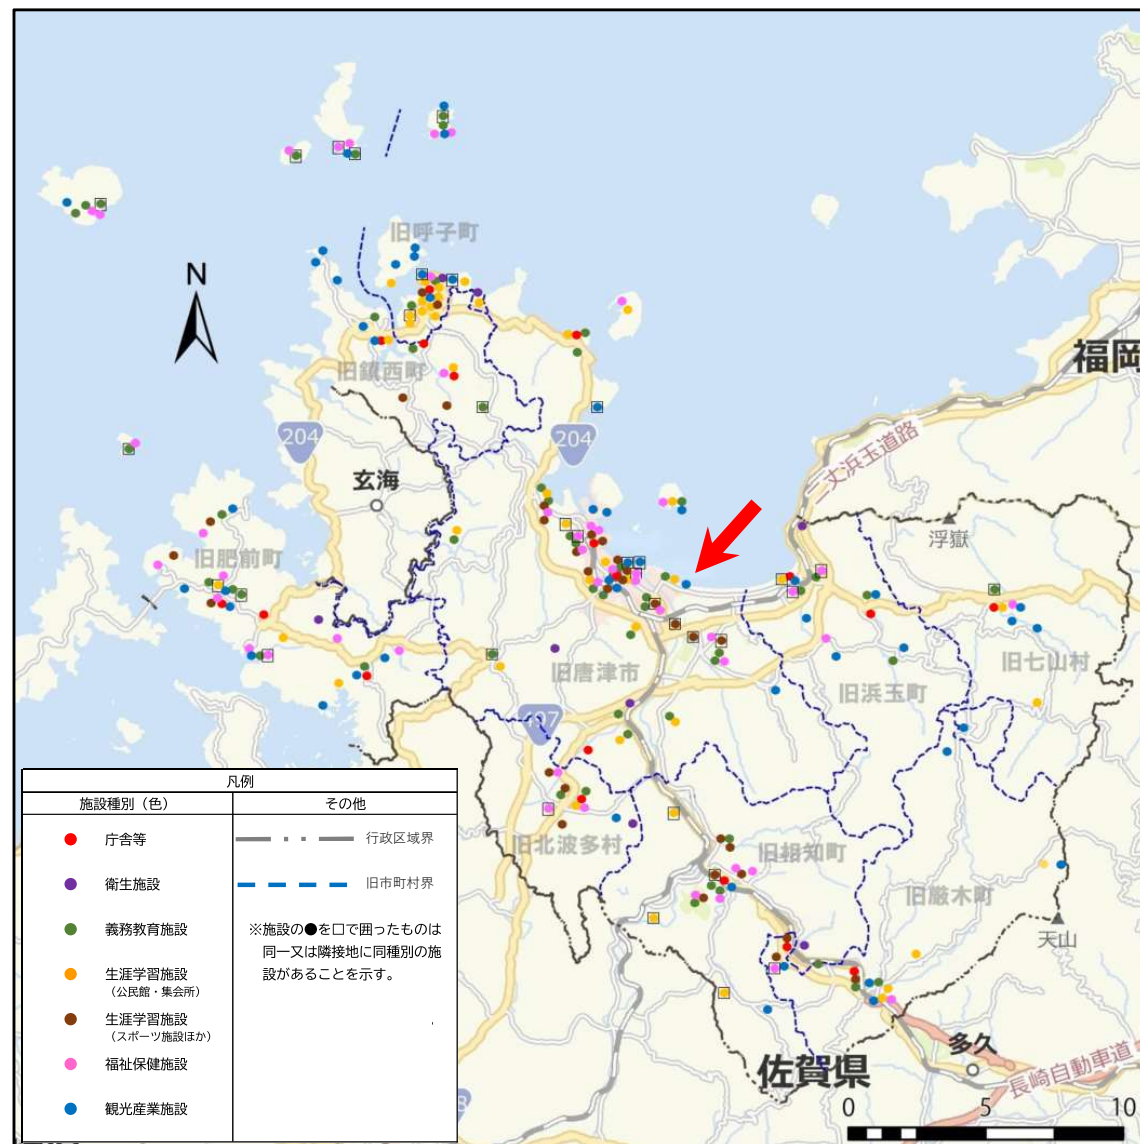 N
旧呼子町
福岡
旧鎮西町
204
204
二丈浜玉道路
玄海
浮嶽
旧肥前町
旧唐津市
旧七山村
旧浜玉町
497
凡例
施設種別（色）
その他
庁舎等
行政区域界
衛生施設
旧市町村界
義務教育施設
※施設の●を□で囲ったものは
同一又は隣接地に同種別の施
設があることを示す。
生涯学習施設
（公民館・集会所）
生涯学習施設
（スポーツ施設ほか）
福祉保健施設
観光産業施設
旧北波多村
旧相知町
旧厳木町
天山
多久
佐賀県
長崎自動車道
0
5
10